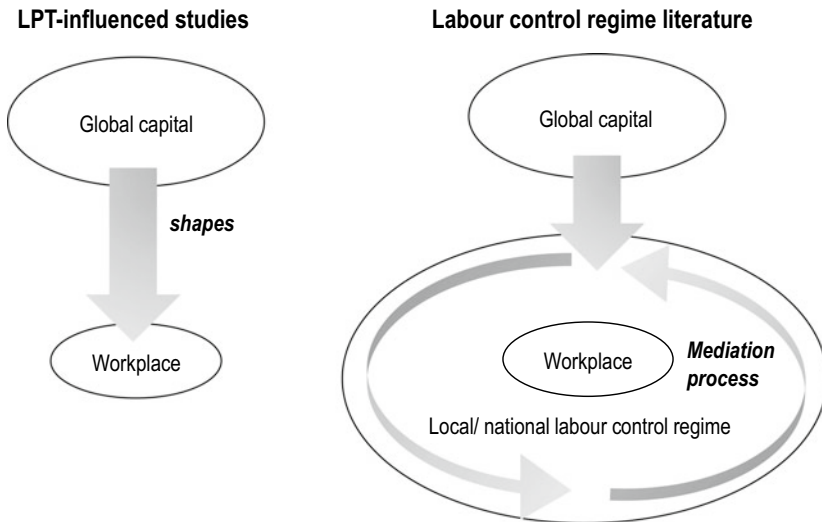 LPT-influenced studies
Global capital
shapes
Workplace
Labour control regime literature
Global capital
Workplace
Mediation
process
Local/ national labour control regime